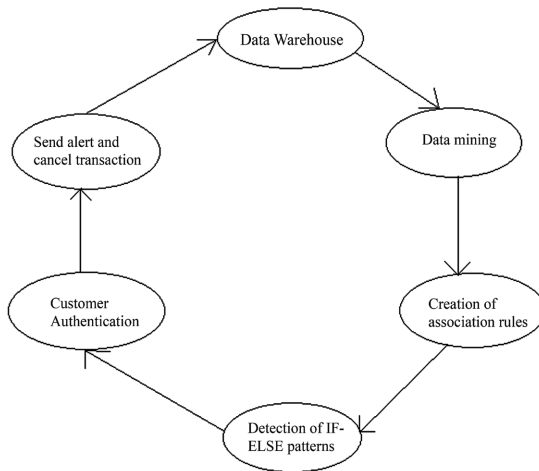 Data Warehouse
Data mining
Creation of
association rules
Detection of IF-
ELSE patterns
Customer
Authentication
Send alert and
cancel transaction